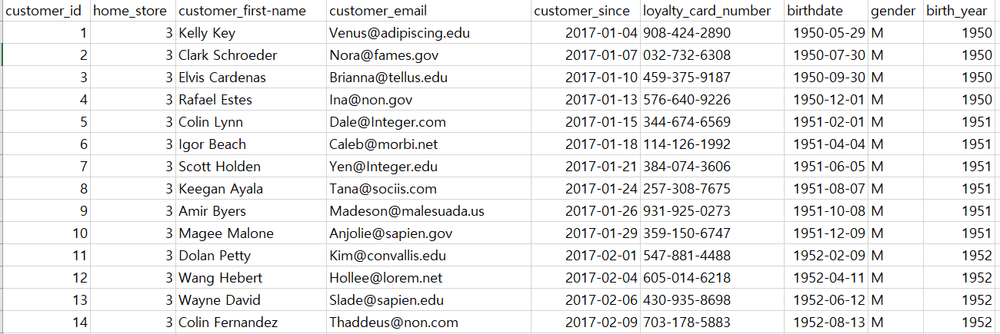 customer_id home_store customer_first-name customer_email customer_since loyalty_card_number birthdate gender birth_year
1 3 Kelly Key Venus@adipiscing.edu 2017-01-04 908-424-2890 1950-05-29 M 1950
2 3 Clark Schroeder Nora@fames.gov 2017-01-07 032-732-6308 1950-07-30 M 1950
3 3 Elvis Cardenas Brianna@tellus.edu 2017-01-10 459-375-9187 1950-09-30 M 1950
4 3 Rafael Estes Ina@non.gov 2017-01-13 576-640-9226 1950-12-01 M 1950
5 3 Colin Lynn Dale@Integer.com 2017-01-15 344-674-6569 1951-02-01 M 1951
6 3 Igor Beach Caleb@morbi.net 2017-01-18 114-126-1992 1951-04-04 M 1951
7 3 Scott Holden Yen@Integer.edu 2017-01-21 384-074-3606 1951-06-05 M 1951
8 3 Keegan Ayala Tana@sociis.com 2017-01-24 257-308-7675 1951-08-07 M 1951
9 3 Amir Byers Madeson@malesuada.us 2017-01-26 931-925-0273 1951-10-08 M 1951
10 3 Magee Malone Anjolie@sapien.gov 2017-01-29 359-150-6747 1951-12-09 M 1951
11 3 Dolan Petty Kim@convallis.edu 2017-02-01 547-881-4488 1952-02-09 M 1952
12 3 Wang Hebert Hollee@lorem.net 2017-02-04 605-014-6218 1952-04-11 M 1952
13 3 Wayne David Slade@sapien.edu 2017-02-06 430-935-8698 1952-06-12 M 1952
14 3 Colin Fernandez Thaddeus@non.com 2017-02-09 703-178-5883 1952-08-13 M 1952